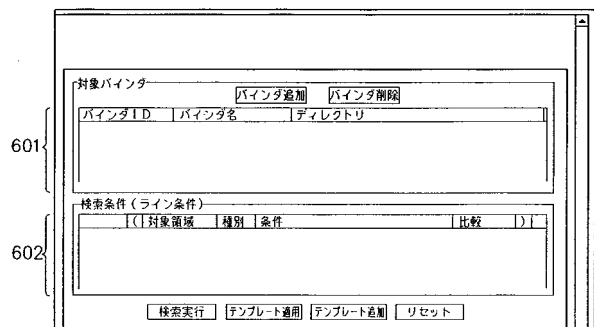 対象バインダ
バインダ追加 バインダ削除
バインダID バインダ名 ディレクトリ
601
検索条件(ライン条件)
( 対象領域 種別 条件 比較 )
602
検索実行 テンプレート適用 テンプレート追加 リセット